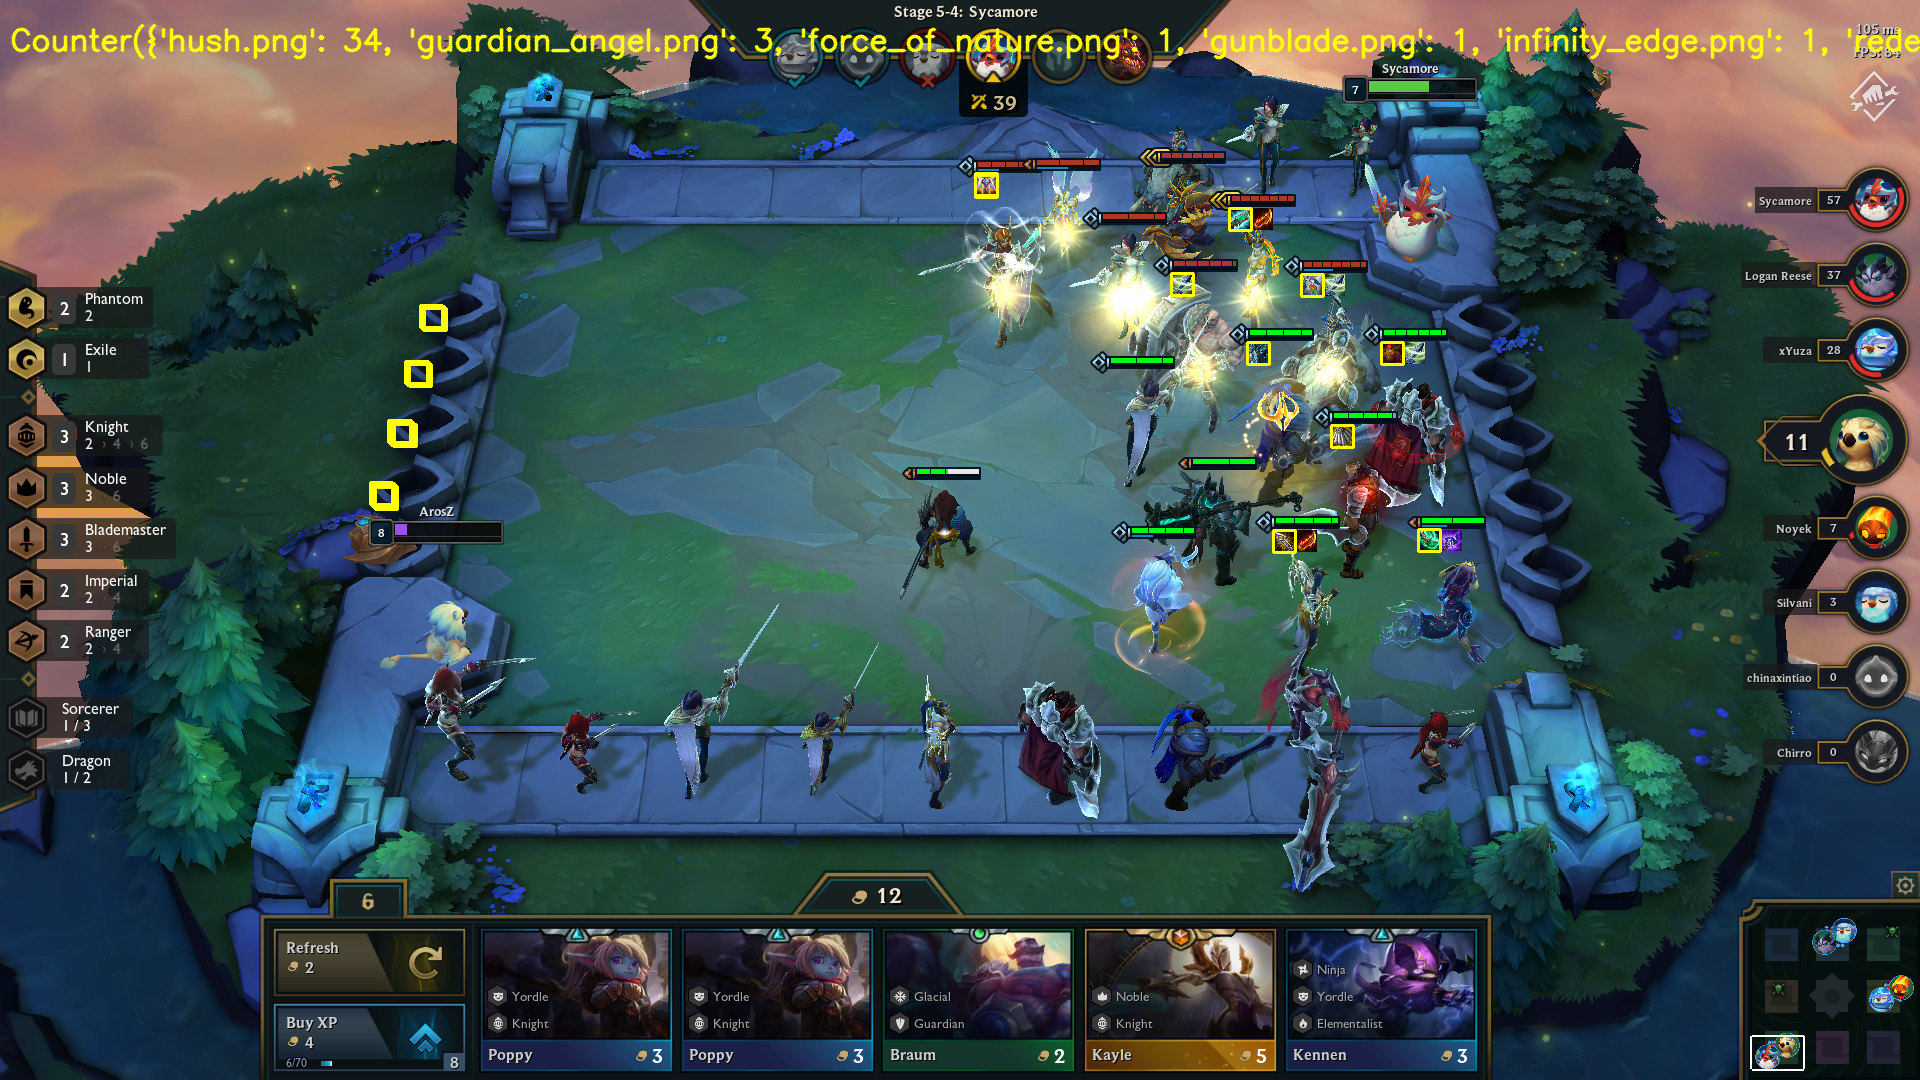 Stage 5-4: Sycamore
Counter({'hush.png': 34, 'guardian_angel.png': 3, 'force_of_nature.png': 1, 'gunblade.png': 1, 'infinity_edge.png': 1, 'rede
105 ms
39
Sycamore
7
Sycamore 57
Logan Reese 37
xYuza 28
11
Noyek 7
Silvani 3
chinaxintiao 0
Chirro 0
2 Phantom
2
1 Exile
1
3 Knight
2 › 4 › 6
3 Noble
3 › 6
3 Blademaster
3 › 6
2 Imperial
2 › 4
2 Ranger
2 › 4
Sorcerer
1 / 3
Dragon
1 / 2
ArosZ
8
6
12
Refresh
2
Buy XP
4
6/70
8
Yordle
Knight
Poppy 3
Yordle
Knight
Poppy 3
Glacial
Guardian
Braum 2
Noble
Knight
Kayle 5
Ninja
Yordle
Elementalist
Kennen 3